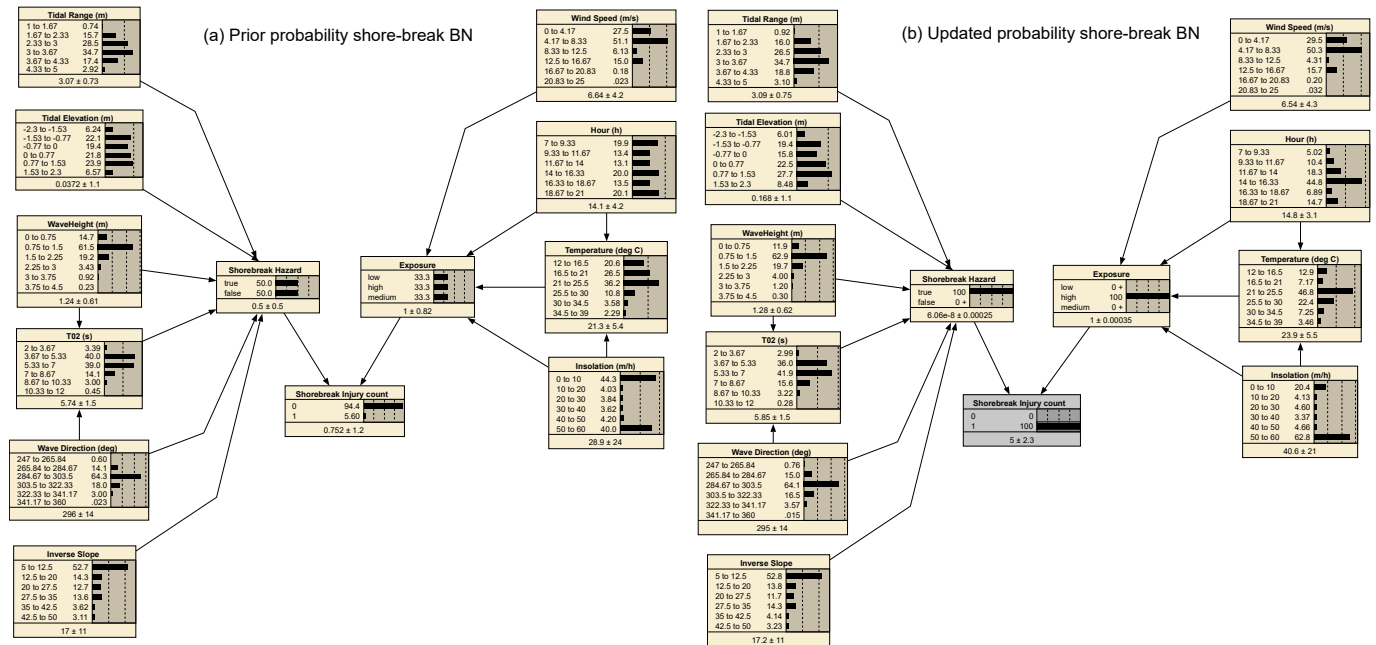 (a) Prior probability shore-break BN
Tidal Range (m)
1 to 1.67 0.74
1.67 to 2.33 15.7
2.33 to 3 28.5
3 to 3.67 34.7
3.67 to 4.33 17.4
4.33 to 5 2.92
3.07 ± 0.73
Tidal Elevation (m)
-2.3 to -1.53 6.24
-1.53 to -0.77 22.1
-0.77 to 0 19.4
0 to 0.77 21.8
0.77 to 1.53 23.9
1.53 to 2.3 6.57
0.0372 ± 1.1
WaveHeight (m)
0 to 0.75 14.7
0.75 to 1.5 61.5
1.5 to 2.25 19.2
2.25 to 3 3.43
3 to 3.75 0.92
3.75 to 4.5 0.23
1.24 ± 0.61
T02 (s)
2 to 3.67 3.39
3.67 to 5.33 40.0
5.33 to 7 39.0
7 to 8.67 14.1
8.67 to 10.33 3.00
10.33 to 12 0.45
5.74 ± 1.5
Wave Direction (deg)
247 to 265.84 0.60
265.84 to 284.67 14.1
284.67 to 303.5 64.3
303.5 to 322.33 18.0
322.33 to 341.17 3.00
341.17 to 360 .023
296 ± 14
Inverse Slope
5 to 12.5 52.7
12.5 to 20 14.3
20 to 27.5 12.7
27.5 to 35 13.6
35 to 42.5 3.62
42.5 to 50 3.11
17 ± 11
Shorebreak Hazard
true 50.0
false 50.0
0.5 ± 0.5
Exposure
low 33.3
high 33.3
medium 33.3
1 ± 0.82
Shorebreak Injury count
0 94.4
1 5.60
0.752 ± 1.2
Wind Speed (m/s)
0 to 4.17 27.5
4.17 to 8.33 51.1
8.33 to 12.5 6.13
12.5 to 16.67 15.0
16.67 to 20.83 0.18
20.83 to 25 .023
6.64 ± 4.2
Hour (h)
7 to 9.33 19.9
9.33 to 11.67 13.4
11.67 to 14 13.1
14 to 16.33 20.0
16.33 to 18.67 13.5
18.67 to 21 20.1
14.1 ± 4.2
Temperature (deg C)
12 to 16.5 20.6
16.5 to 21 26.5
21 to 25.5 36.2
25.5 to 30 10.8
30 to 34.5 3.58
34.5 to 39 2.29
21.3 ± 5.4
Insolation (m/h)
0 to 10 44.3
10 to 20 4.03
20 to 30 3.84
30 to 40 3.62
40 to 50 4.20
50 to 60 40.0
28.9 ± 24
(b) Updated probability shore-break BN
Tidal Range (m)
1 to 1.67 0.92
1.67 to 2.33 16.0
2.33 to 3 26.5
3 to 3.67 34.7
3.67 to 4.33 18.8
4.33 to 5 3.10
3.09 ± 0.75
Tidal Elevation (m)
-2.3 to -1.53 6.01
-1.53 to -0.77 19.4
-0.77 to 0 15.8
0 to 0.77 22.5
0.77 to 1.53 27.7
1.53 to 2.3 8.48
0.168 ± 1.1
WaveHeight (m)
0 to 0.75 11.9
0.75 to 1.5 62.9
1.5 to 2.25 19.7
2.25 to 3 4.00
3 to 3.75 1.20
3.75 to 4.5 0.30
1.28 ± 0.62
T02 (s)
2 to 3.67 2.99
3.67 to 5.33 36.0
5.33 to 7 41.9
7 to 8.67 15.6
8.67 to 10.33 3.22
10.33 to 12 0.28
5.85 ± 1.5
Wave Direction (deg)
247 to 265.84 0.76
265.84 to 284.67 15.0
284.67 to 303.5 64.1
303.5 to 322.33 16.5
322.33 to 341.17 3.57
341.17 to 360 .015
295 ± 14
Inverse Slope
5 to 12.5 52.8
12.5 to 20 13.8
20 to 27.5 11.7
27.5 to 35 14.3
35 to 42.5 4.14
42.5 to 50 3.23
17.2 ± 11
Shorebreak Hazard
true 100
false 0 +
6.06e-8 ± 0.00025
Exposure
low 0 +
high 100
medium 0 +
1 ± 0.00035
Shorebreak Injury count
0 0
1 100
5 ± 2.3
Wind Speed (m/s)
0 to 4.17 29.5
4.17 to 8.33 50.3
8.33 to 12.5 4.31
12.5 to 16.67 15.7
16.67 to 20.83 0.20
20.83 to 25 .032
6.54 ± 4.3
Hour (h)
7 to 9.33 5.02
9.33 to 11.67 10.4
11.67 to 14 18.3
14 to 16.33 44.8
16.33 to 18.67 6.89
18.67 to 21 14.7
14.8 ± 3.1
Temperature (deg C)
12 to 16.5 12.9
16.5 to 21 7.17
21 to 25.5 46.8
25.5 to 30 22.4
30 to 34.5 7.25
34.5 to 39 3.46
23.9 ± 5.5
Insolation (m/h)
0 to 10 20.4
10 to 20 4.13
20 to 30 4.60
30 to 40 3.37
40 to 50 4.66
50 to 60 62.8
40.6 ± 21